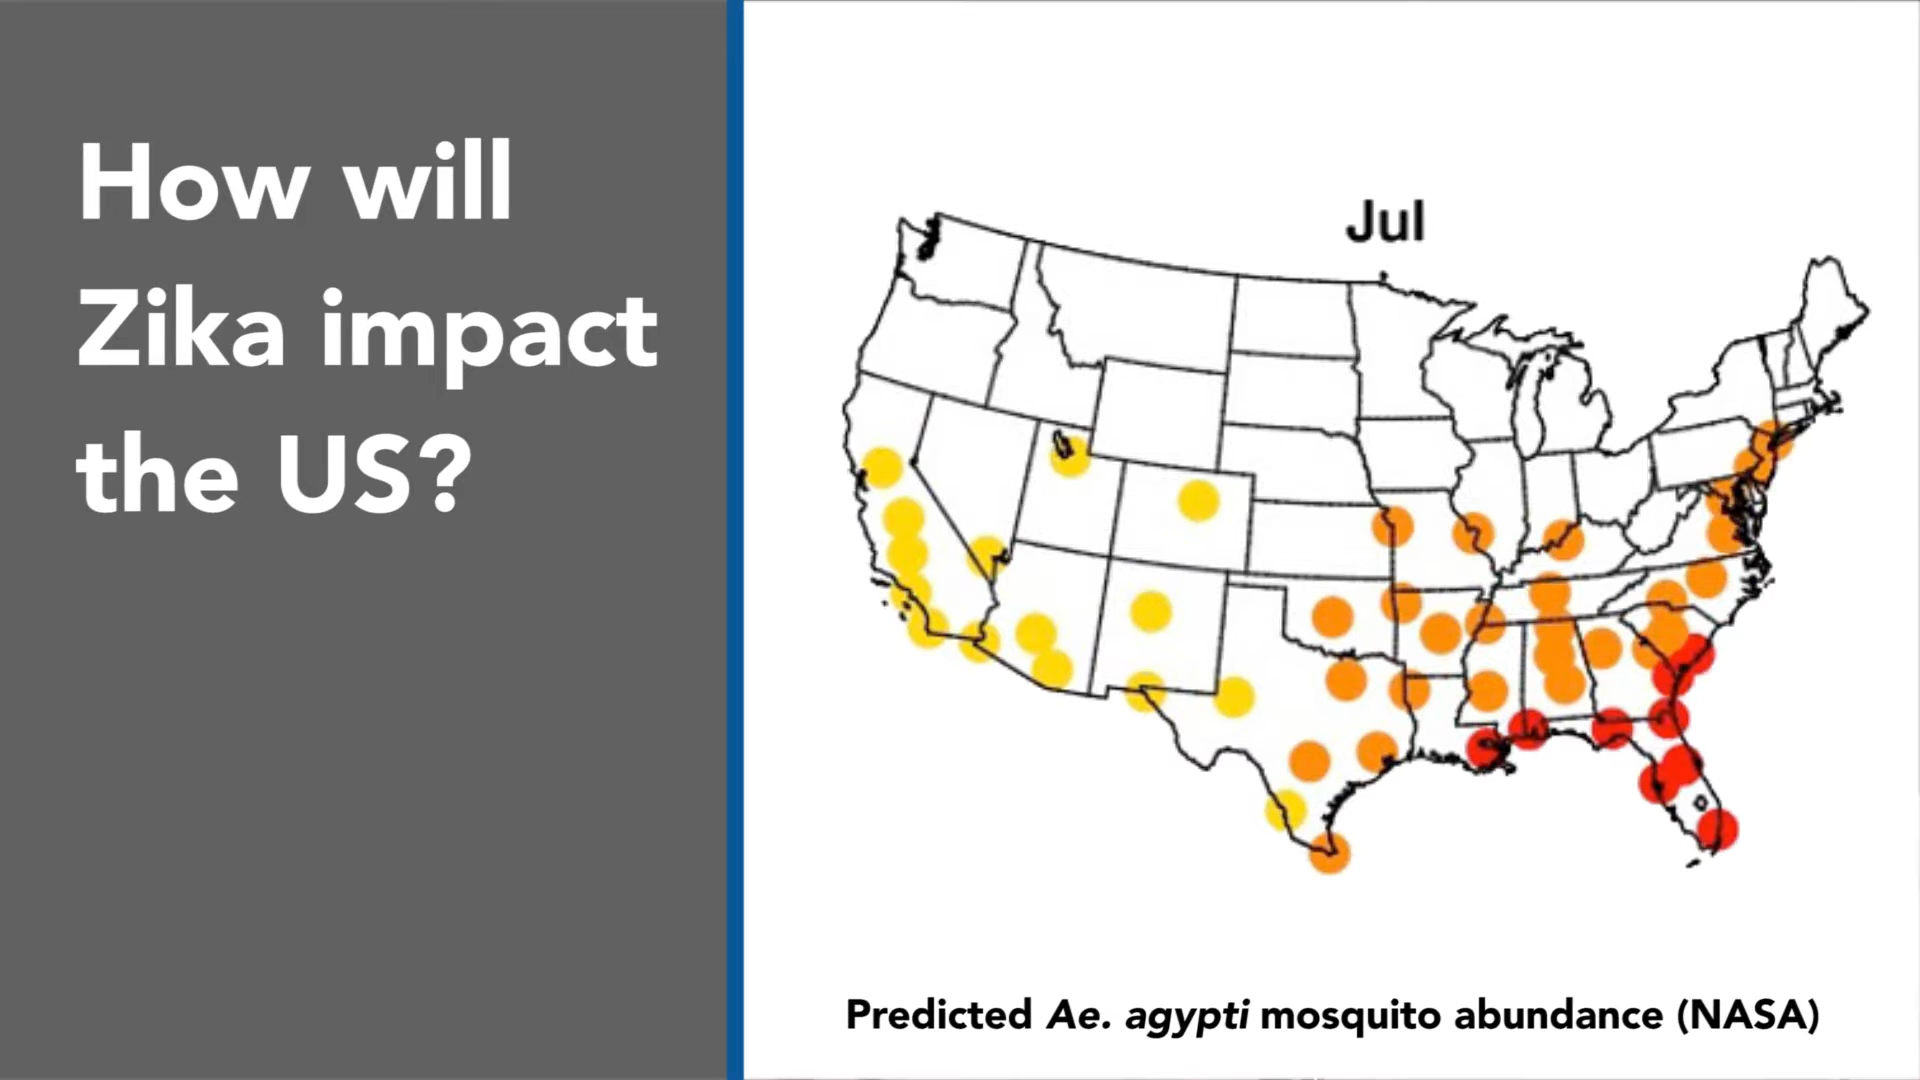 How will
Zika impact
the US?
Jul
Predicted Ae. agypti mosquito abundance (NASA)